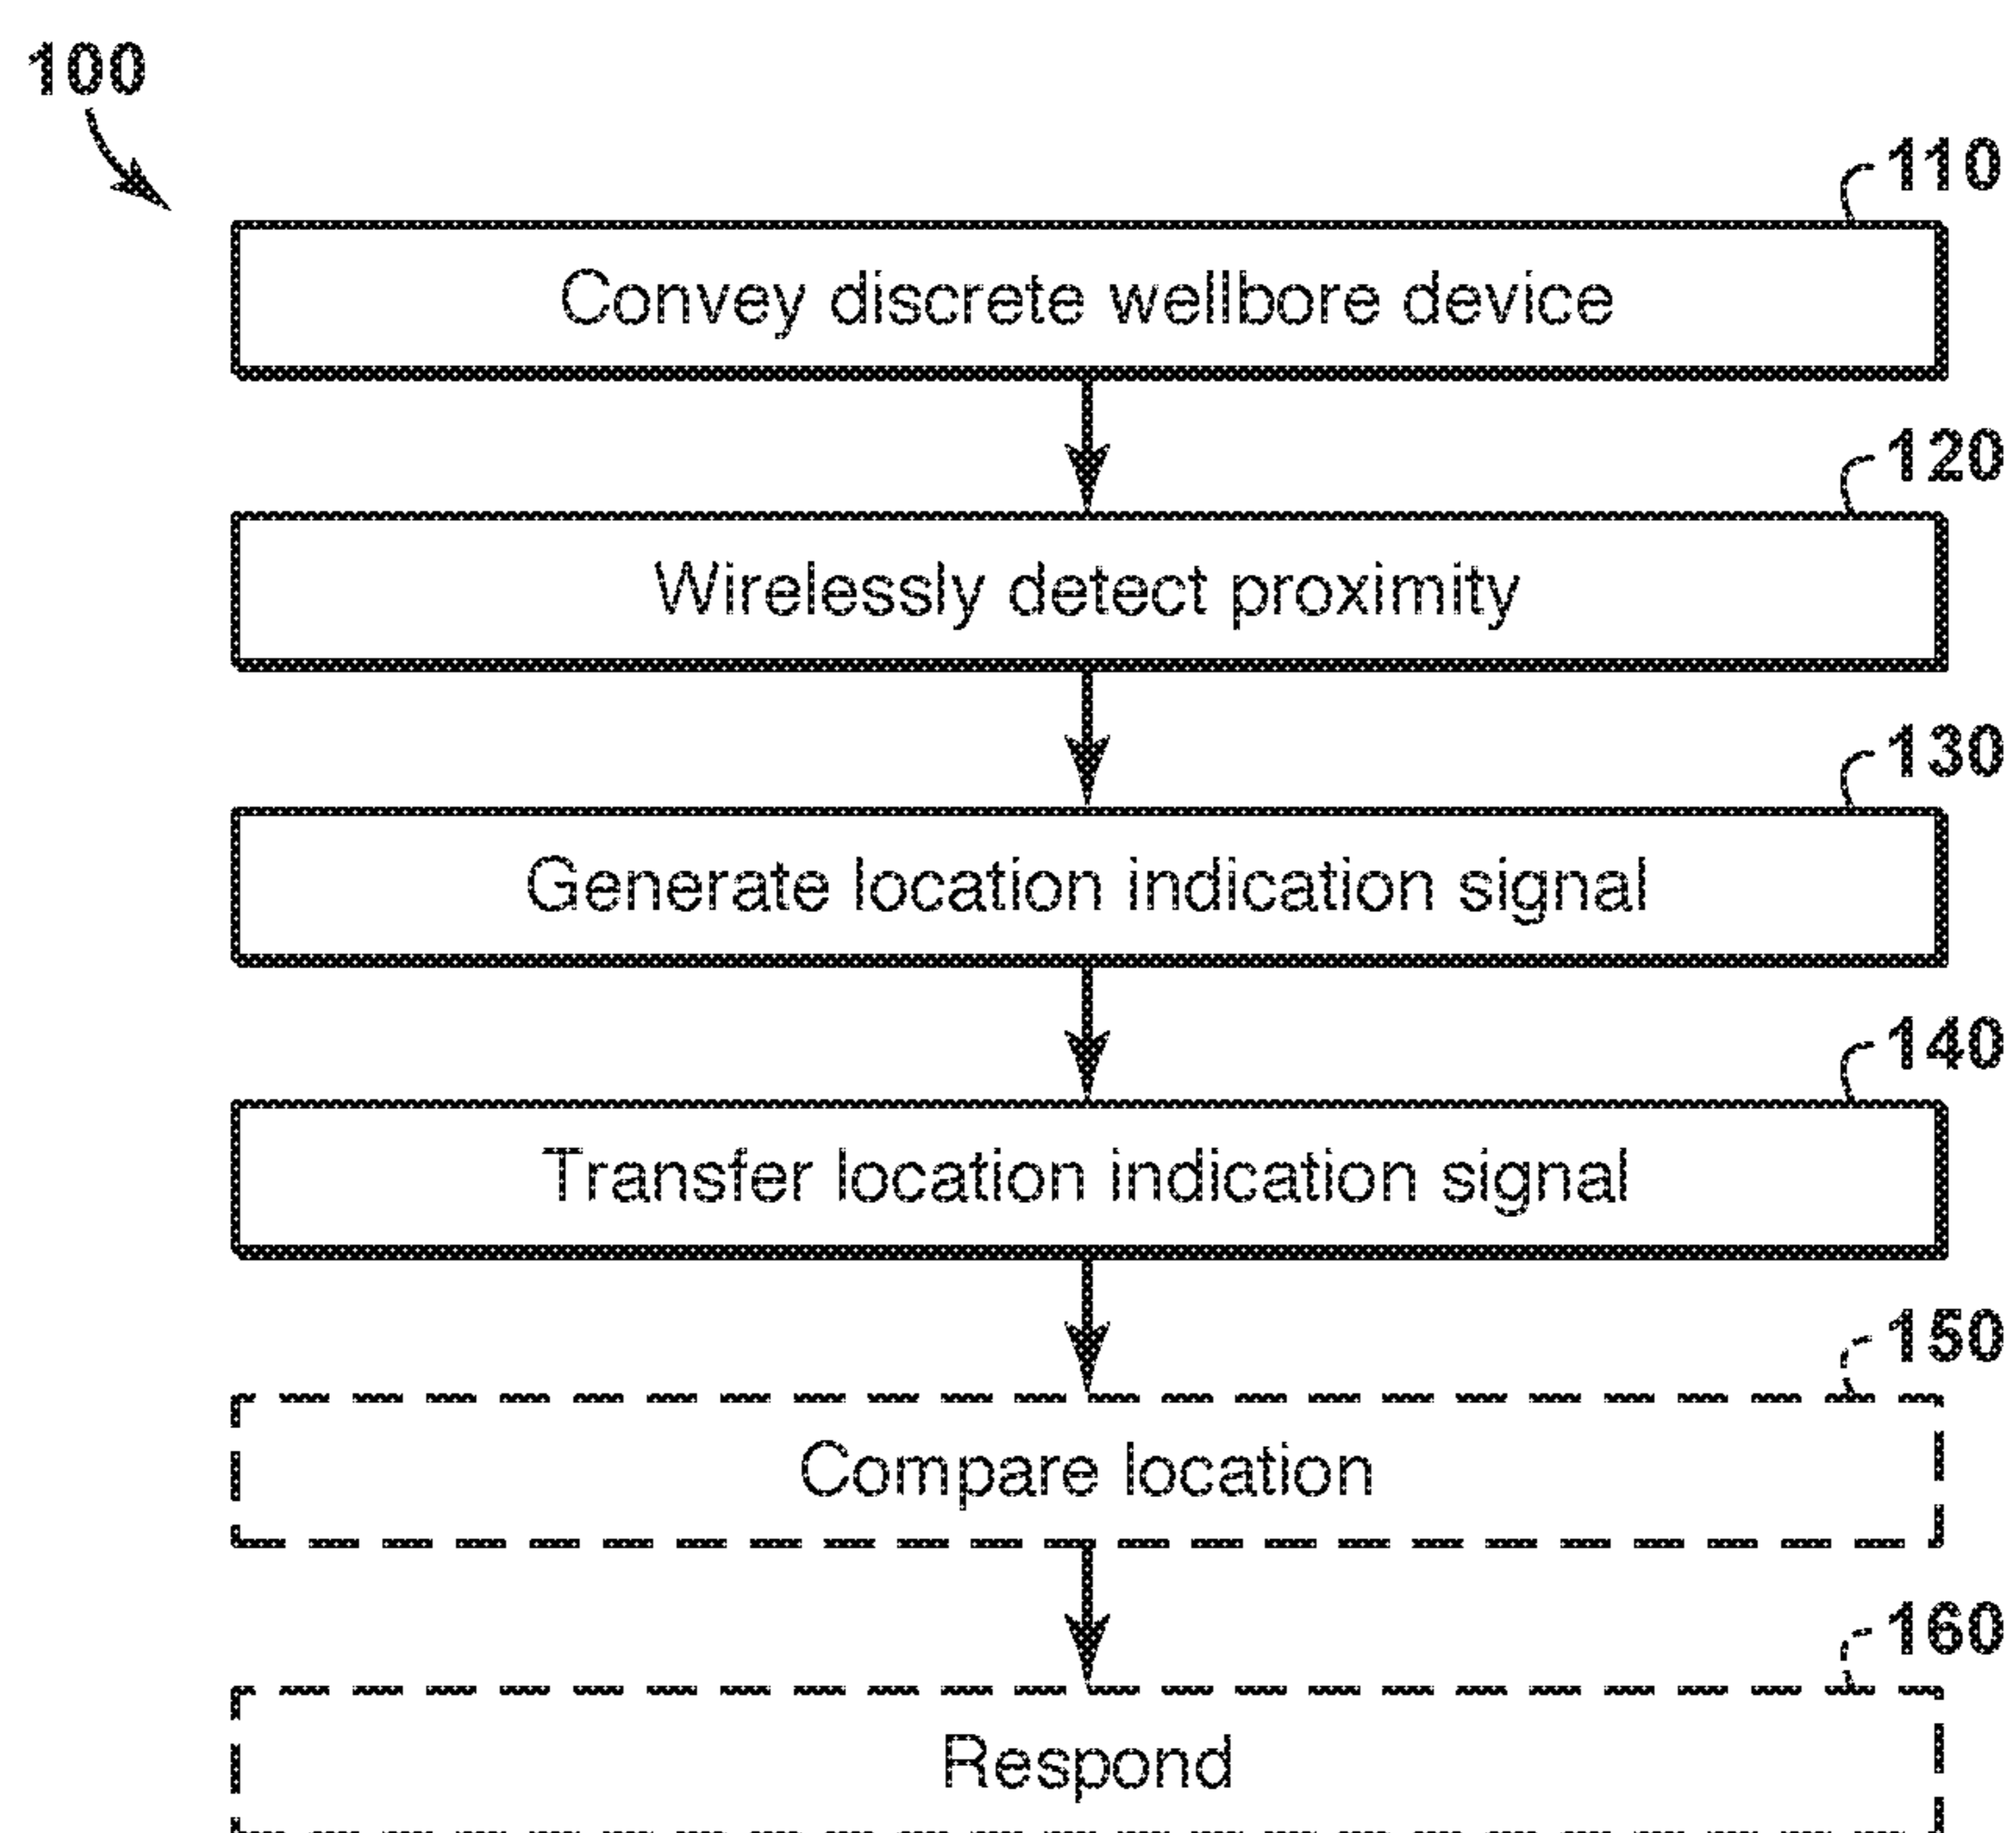 100
110
Convey discrete wellbore device
120
Wirelessly detect proximity
130
Generate location indication signal
140
Transfer location indication signal
150
Compare location
160
Respond